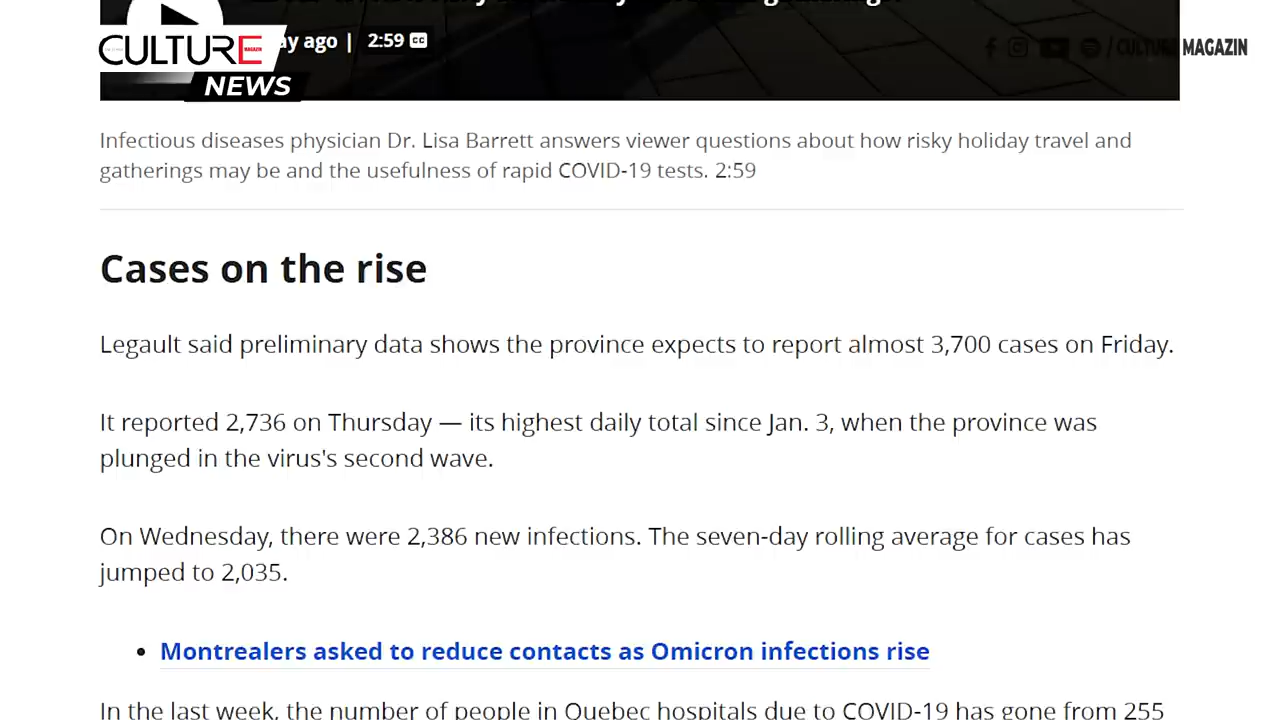 CULTURE
MAGAZIN
NEWS
ay ago | 2:59 CC
/ CULTURE MAGAZIN
Infectious diseases physician Dr. Lisa Barrett answers viewer questions about how risky holiday travel and
gatherings may be and the usefulness of rapid COVID-19 tests. 2:59
Cases on the rise
Legault said preliminary data shows the province expects to report almost 3,700 cases on Friday.
It reported 2,736 on Thursday — its highest daily total since Jan. 3, when the province was
plunged in the virus's second wave.
On Wednesday, there were 2,386 new infections. The seven-day rolling average for cases has
jumped to 2,035.
• Montrealers asked to reduce contacts as Omicron infections rise
In the last week, the number of people in Quebec hospitals due to COVID-19 has gone from 255